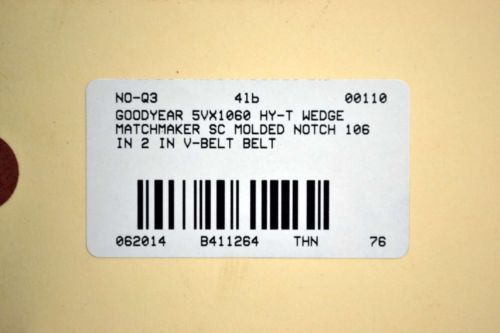 NO-Q3 4lb 00110
GOODYEAR 5VX1060 HY-T WEDGE
MATCHMAKER SC MOLDED NOTCH 106
IN 2 IN V-BELT BELT
062014 B411264 THN 76